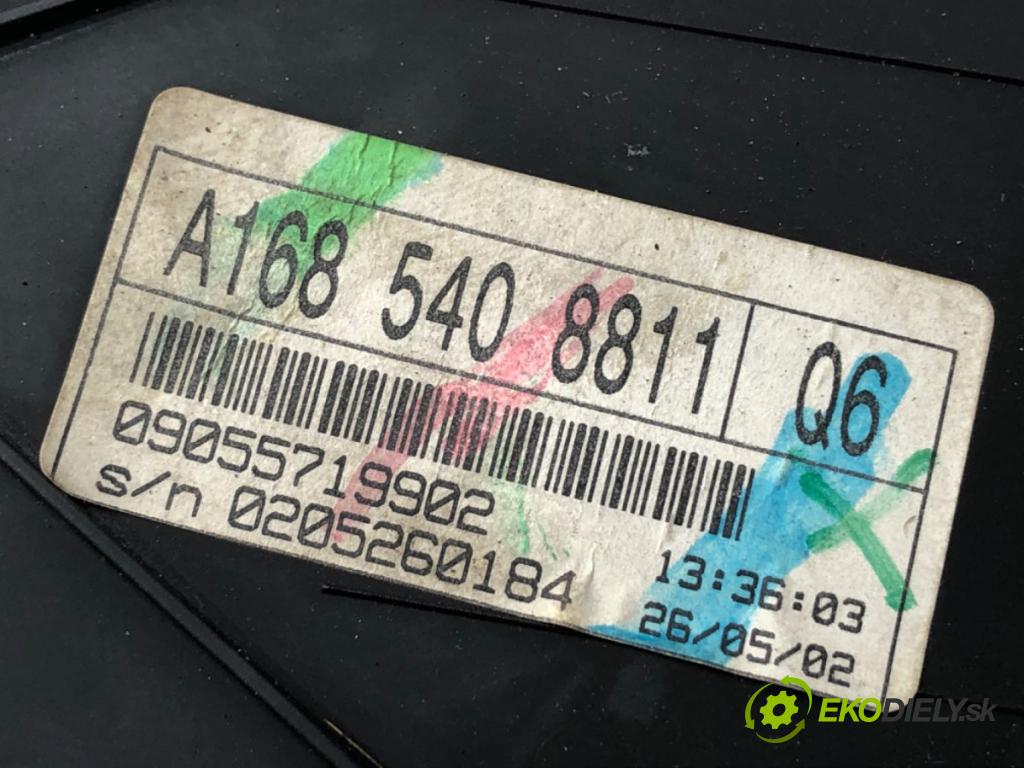 A168 540 8811 Q6
09055719902
s/n 0205260184
13:36:03
26/05/02
EKODIELY.sk